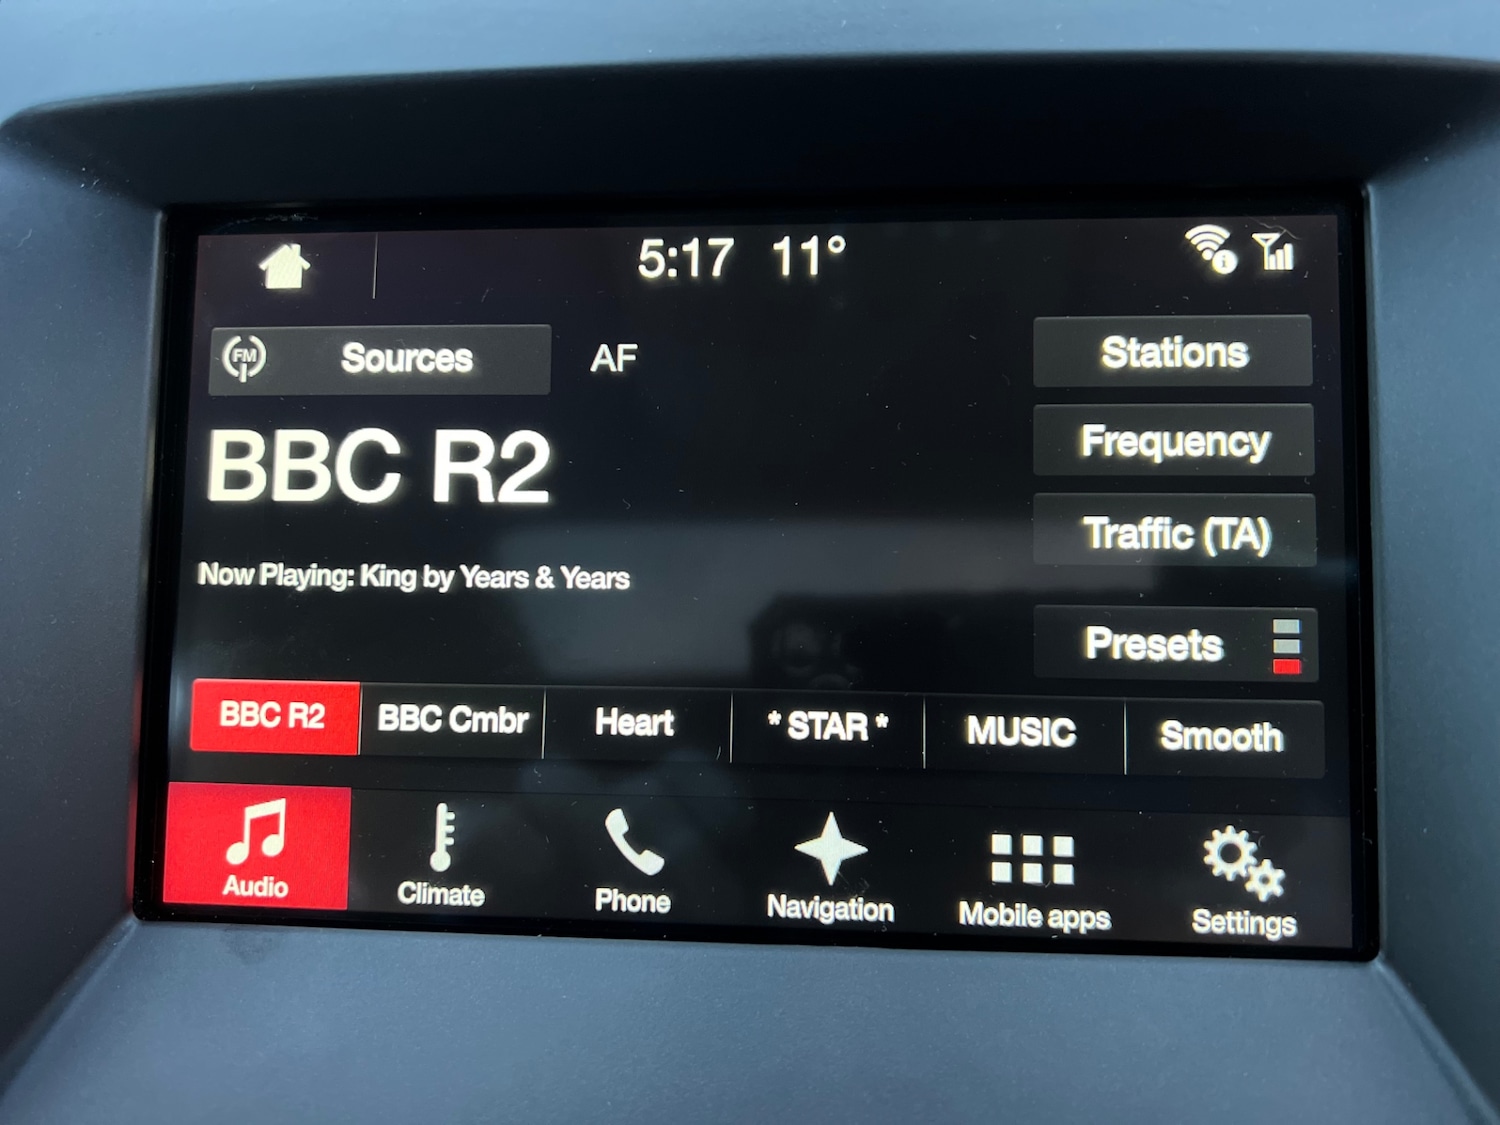 5:17 11°
FM Sources AF
Stations
BBC R2
Frequency
Traffic (TA)
Now Playing: King by Years & Years
Presets
BBC R2 BBC Cmbr Heart * STAR * MUSIC Smooth
Audio Climate Phone Navigation Mobile apps Settings